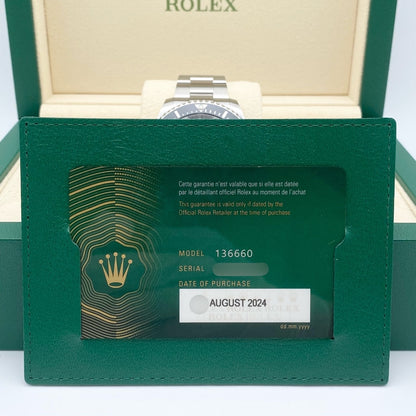 ROLEX
Cette garantie n'est valable que si elle est datée
par le détaillant officiel Rolex au moment de l'achat
This guarantee is valid only if dated by the
Official Rolex Retailer at the time of purchase
MODEL 136660
SERIAL
DATE OF PURCHASE
AUGUST 2024
ROLEX
dd.mm.yyyy